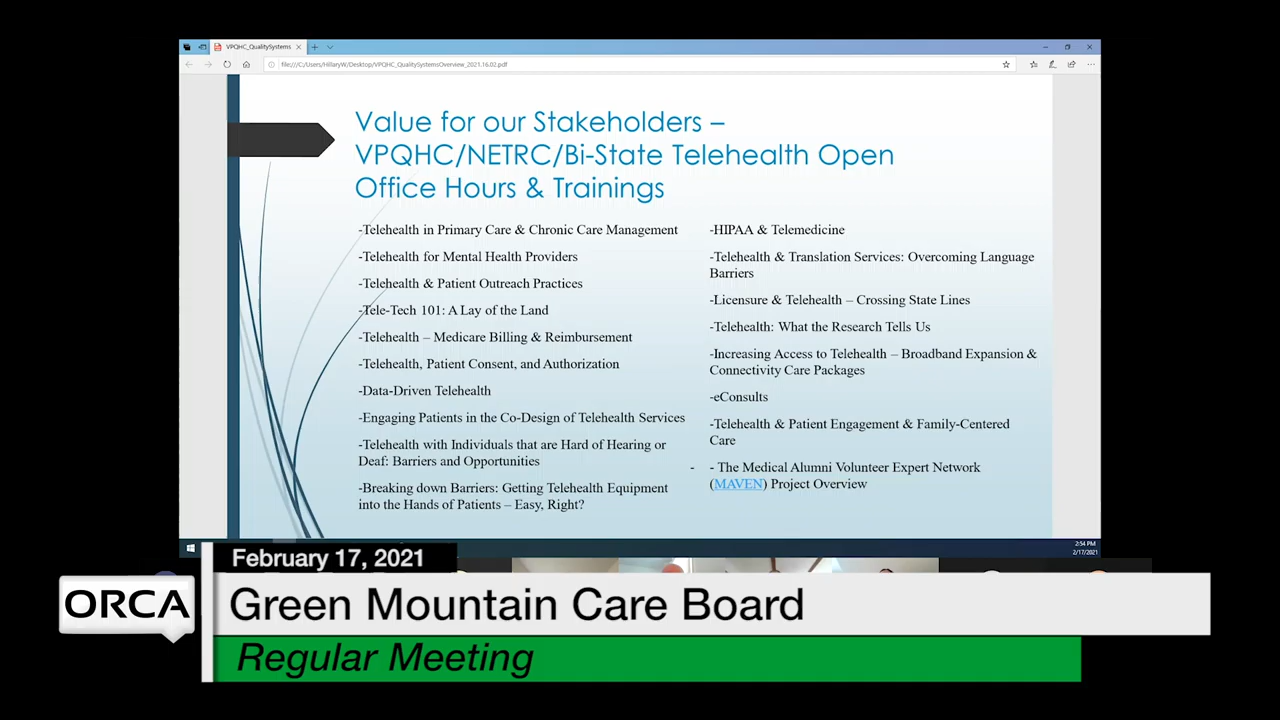 VPQHC_QualitySystems
file:///C:/Users/HillaryW/Desktop/VPQHC_QualitySystemsOverview_2021.16.02.pdf
Value for our Stakeholders –
VPQHC/NETRC/Bi-State Telehealth Open
Office Hours & Trainings
-Telehealth in Primary Care & Chronic Care Management
-Telehealth for Mental Health Providers
-Telehealth & Patient Outreach Practices
-Tele-Tech 101: A Lay of the Land
-Telehealth – Medicare Billing & Reimbursement
-Telehealth, Patient Consent, and Authorization
-Data-Driven Telehealth
-Engaging Patients in the Co-Design of Telehealth Services
-Telehealth with Individuals that are Hard of Hearing or
Deaf: Barriers and Opportunities
-Breaking down Barriers: Getting Telehealth Equipment
into the Hands of Patients – Easy, Right?
-HIPAA & Telemedicine
-Telehealth & Translation Services: Overcoming Language
Barriers
-Licensure & Telehealth – Crossing State Lines
-Telehealth: What the Research Tells Us
-Increasing Access to Telehealth – Broadband Expansion &
Connectivity Care Packages
-eConsults
-Telehealth & Patient Engagement & Family-Centered
Care
- - The Medical Alumni Volunteer Expert Network
(MAVEN) Project Overview
2:54 PM
2/17/2021
February 17, 2021
ORCA
Green Mountain Care Board
Regular Meeting